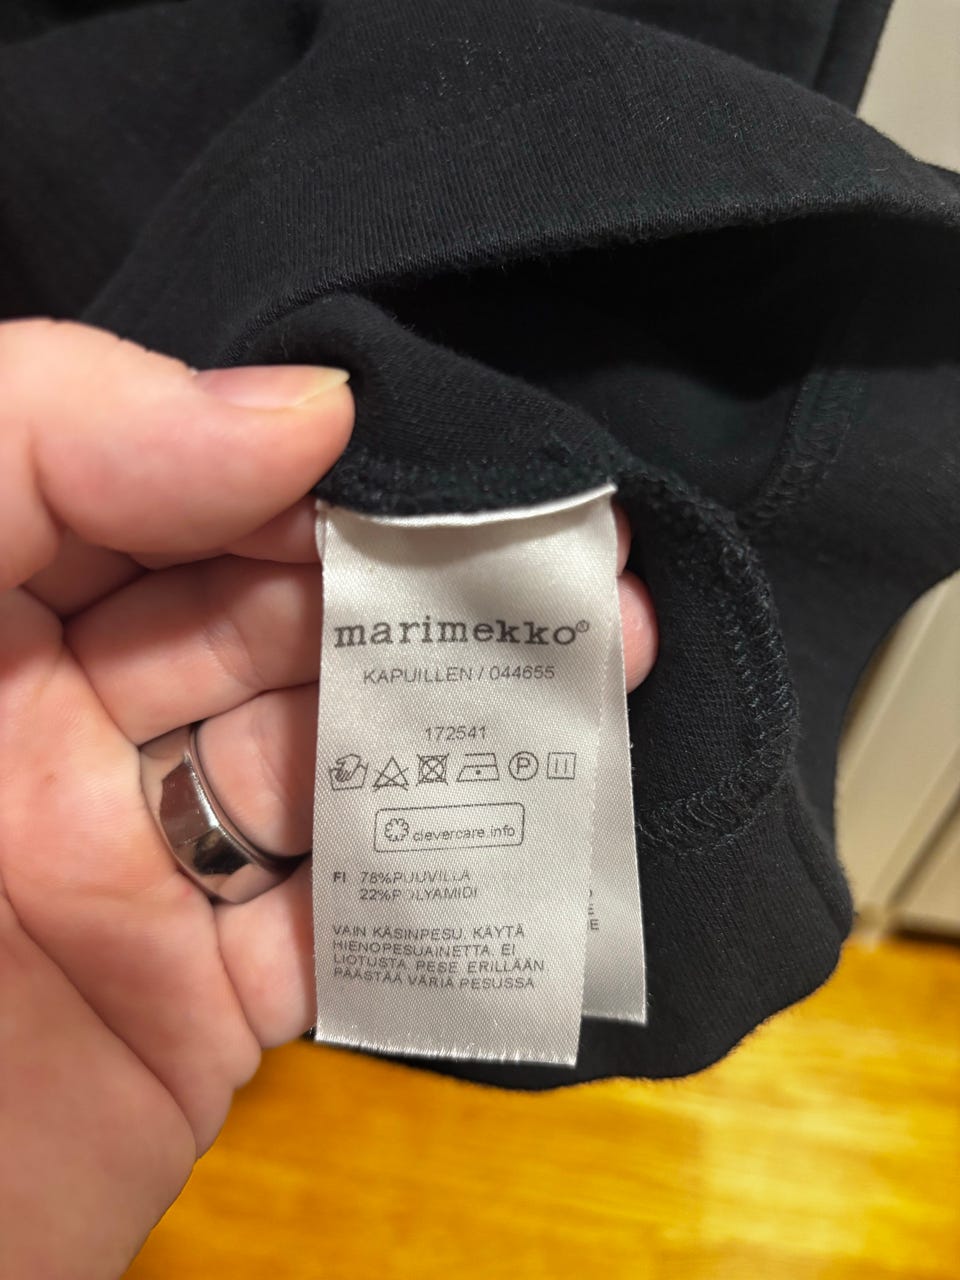 marimekko®
KAPUILLEN / 044655
172541
P
clevercare.info
FI 78%PUUVILLA
22%POLYAMIDI
VAIN KÄSINPESU. KÄYTÄ
HIENOPESUAINETTA. EI
LIOTUSTA. PESE ERILLÄÄN.
PÄÄSTÄÄ VÄRIÄ PESUSSA
E
E